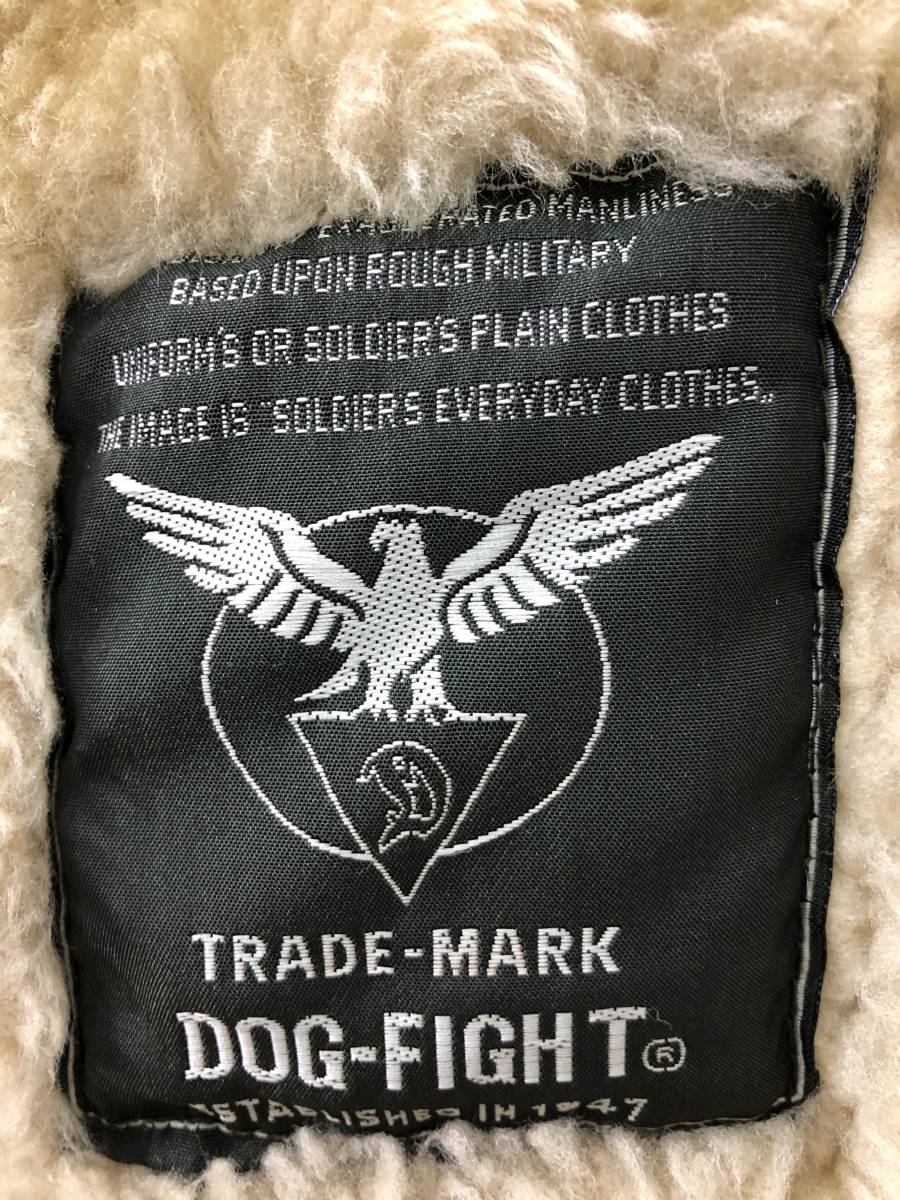 MANLINESS
BASED UPON ROUGH MILITARY
UNIFORM'S OR SOLDIER'S PLAIN CLOTHES
THE IMAGE IS "SOLDIERS EVERYDAY CLOTHES„
TRADE-MARK
DOG-FIGHT®
ESTABLISHED IN 1947